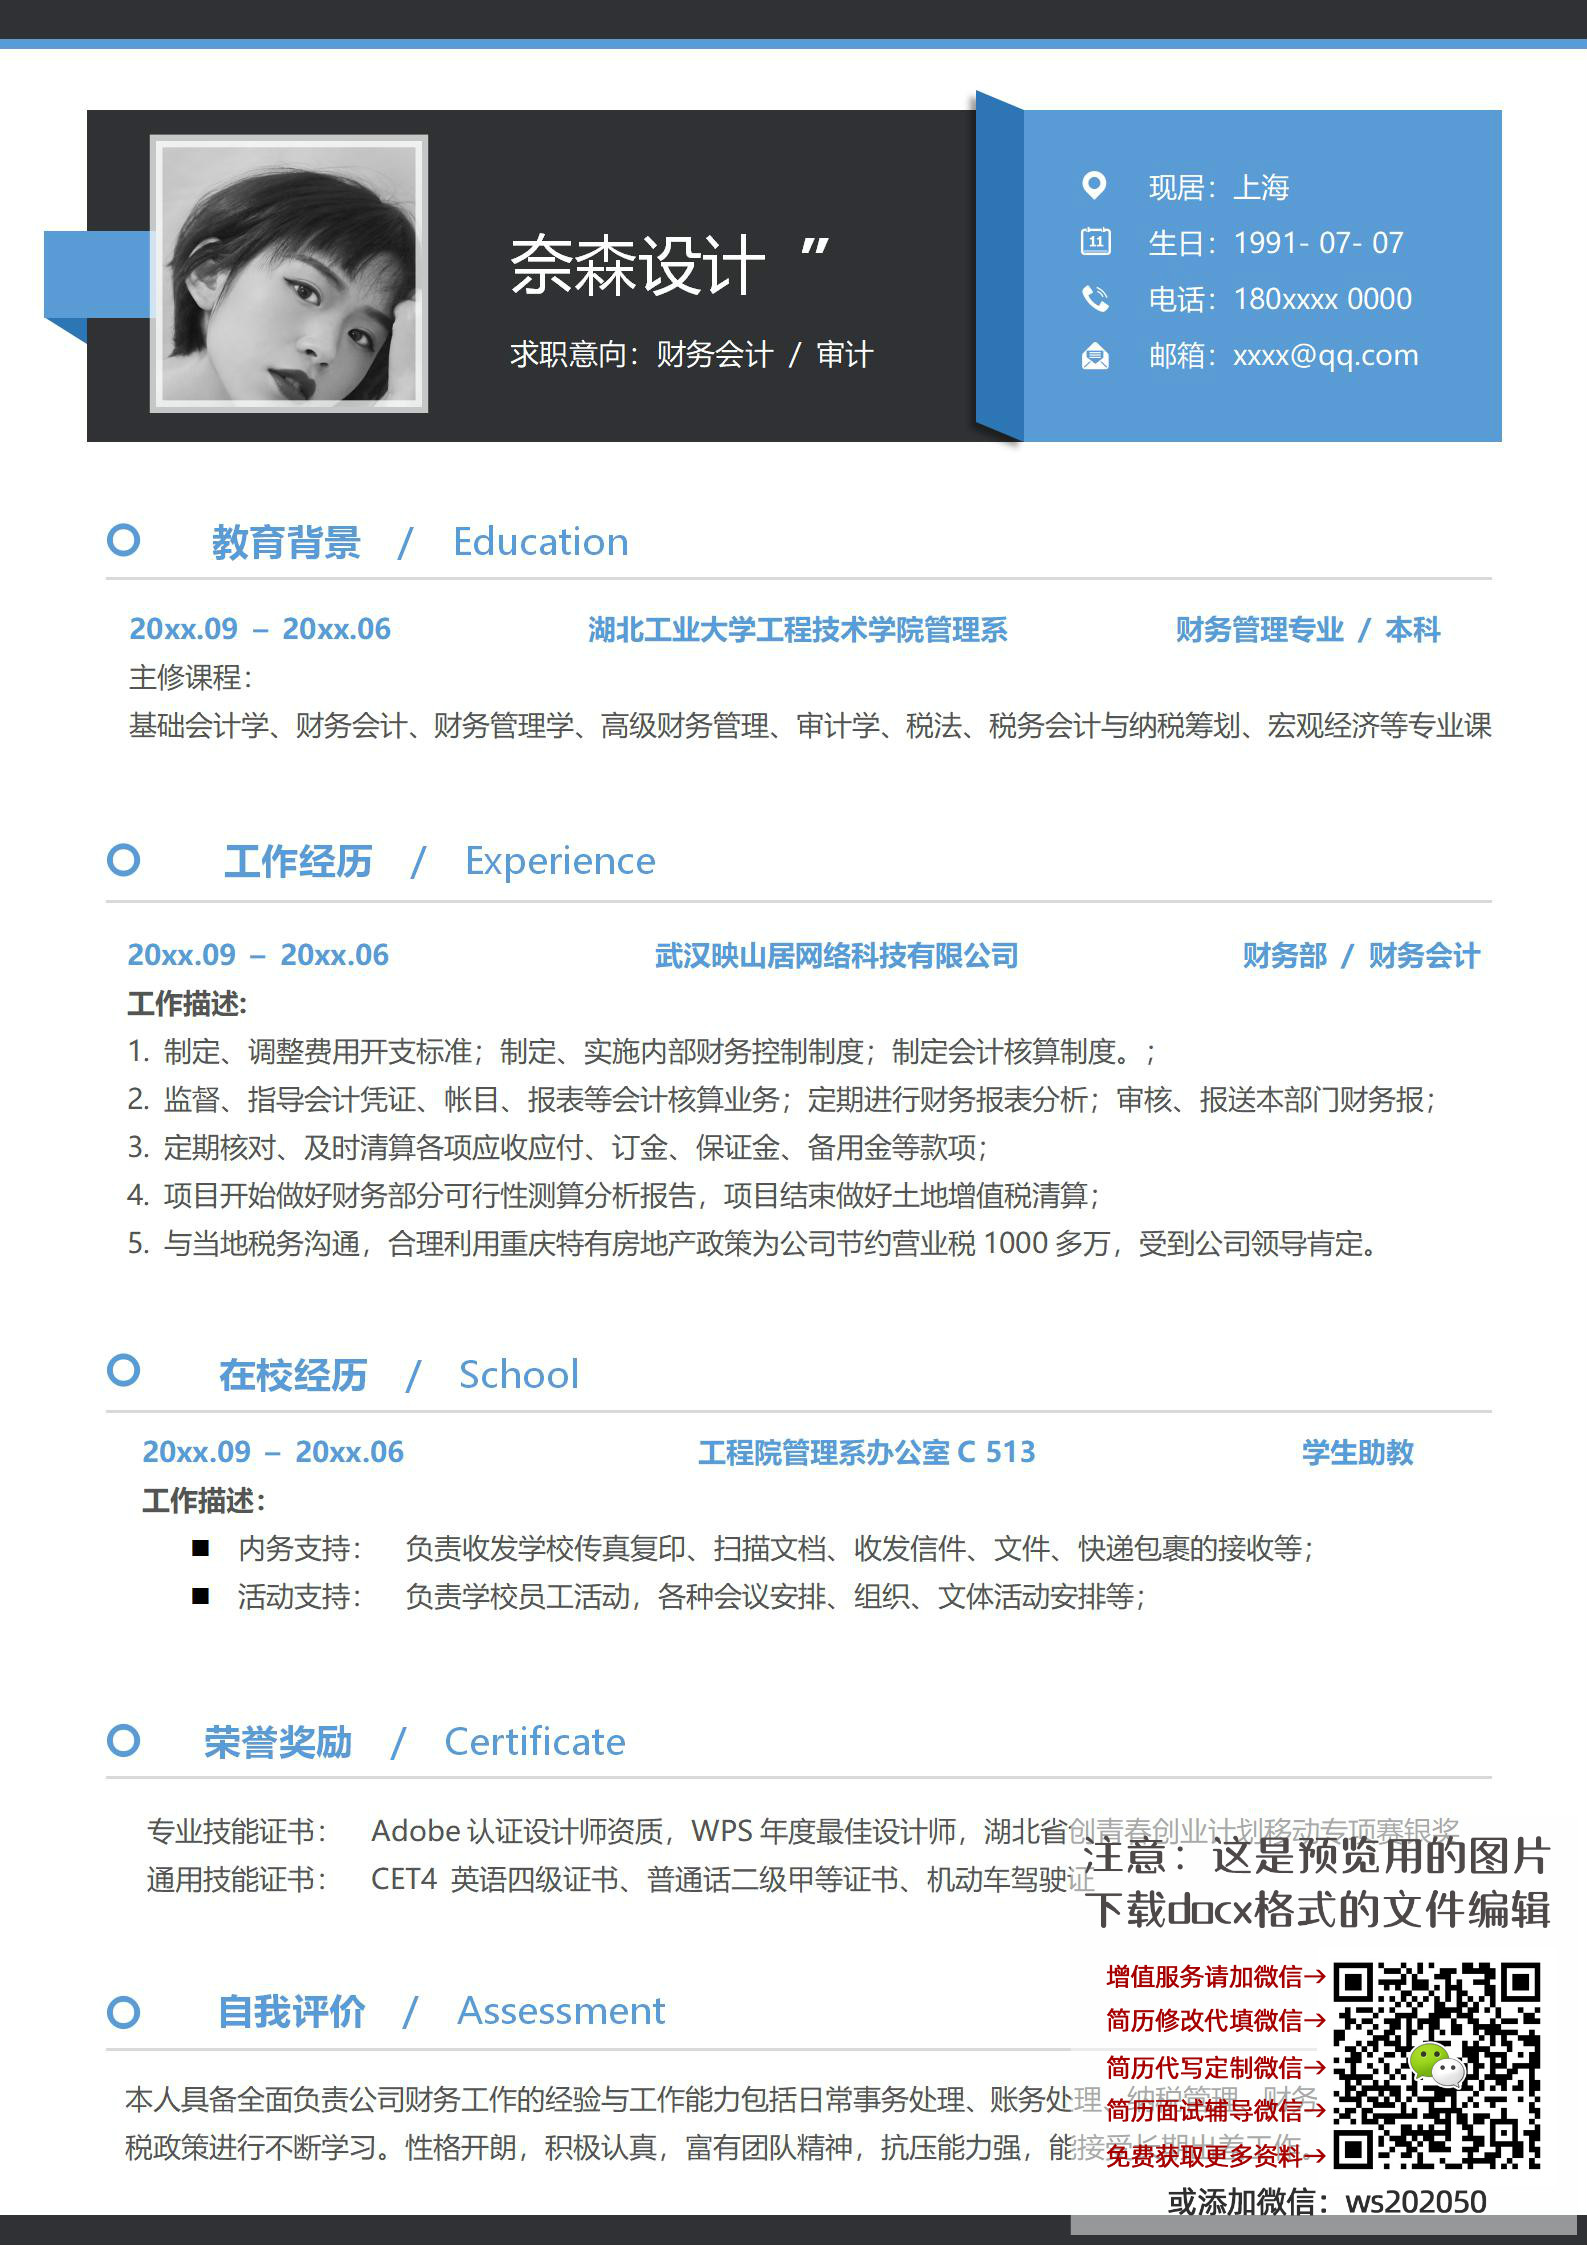 奈森设计 ”
求职意向：财务会计 / 审计
现居：上海
11
生日：1991- 07- 07
电话：180xxxx 0000
邮箱：xxxx@qq.com
教育背景 / Education
20xx.09 – 20xx.06 湖北工业大学工程技术学院管理系 财务管理专业 / 本科
主修课程：
基础会计学、财务会计、财务管理学、高级财务管理、审计学、税法、税务会计与纳税筹划、宏观经济等专业课
工作经历 / Experience
20xx.09 – 20xx.06 武汉映山居网络科技有限公司 财务部 / 财务会计
工作描述:
1. 制定、调整费用开支标准；制定、实施内部财务控制制度；制定会计核算制度。；
2. 监督、指导会计凭证、帐目、报表等会计核算业务；定期进行财务报表分析；审核、报送本部门财务报；
3. 定期核对、及时清算各项应收应付、订金、保证金、备用金等款项；
4. 项目开始做好财务部分可行性测算分析报告，项目结束做好土地增值税清算；
5. 与当地税务沟通，合理利用重庆特有房地产政策为公司节约营业税 1000 多万，受到公司领导肯定。
在校经历 / School
20xx.09 – 20xx.06 工程院管理系办公室 C 513 学生助教
工作描述：
■ 内务支持： 负责收发学校传真复印、扫描文档、收发信件、文件、快递包裹的接收等；
■ 活动支持： 负责学校员工活动，各种会议安排、组织、文体活动安排等；
荣誉奖励 / Certificate
专业技能证书： Adobe 认证设计师资质，WPS 年度最佳设计师，湖北省创青春创业计划移动专项赛银奖
通用技能证书： CET4 英语四级证书、普通话二级甲等证书、机动车驾驶证
注意：这是预览用的图片
下载docx格式的文件编辑
自我评价 / Assessment
本人具备全面负责公司财务工作的经验与工作能力包括日常事务处理、账务处理、纳税管理、财务
税政策进行不断学习。性格开朗，积极认真，富有团队精神，抗压能力强，能接受长期出差工作。
增值服务请加微信→
简历修改代填微信→
简历代写定制微信→
简历面试辅导微信→
免费获取更多资料→
或添加微信：ws202050